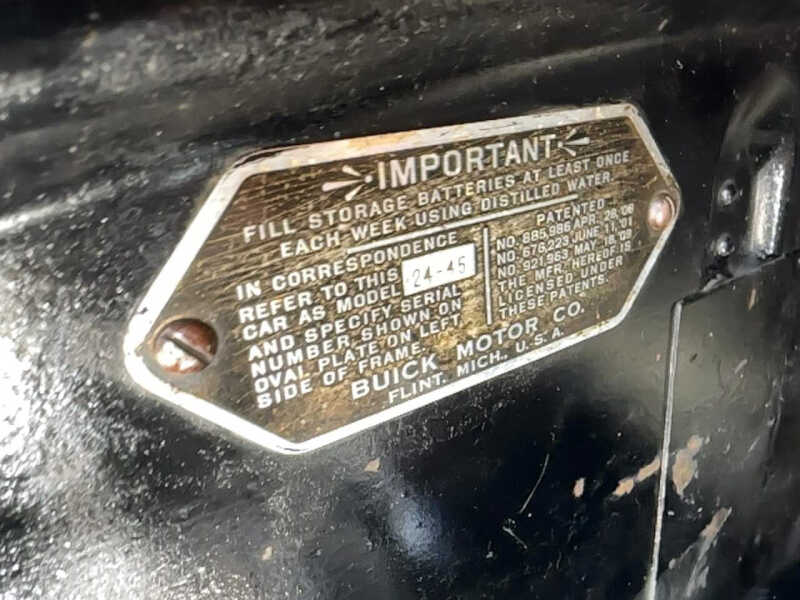 IMPORTANT
FILL STORAGE BATTERIES AT LEAST ONCE
EACH WEEK USING DISTILLED WATER.
IN CORRESPONDENCE
REFER TO THIS
CAR AS MODEL 24-45
AND SPECIFY SERIAL
NUMBER SHOWN ON
OVAL PLATE ON LEFT
SIDE OF FRAME.
PATENTED
NO. 885,986 APR. 28, 08
NO. 676,223 JUNE 11, 01
NO. 921,963 MAY 18, 09
THE MFR. HEREOF IS
LICENSED UNDER
THESE PATENTS.
BUICK MOTOR CO.
FLINT, MICH., U.S.A.